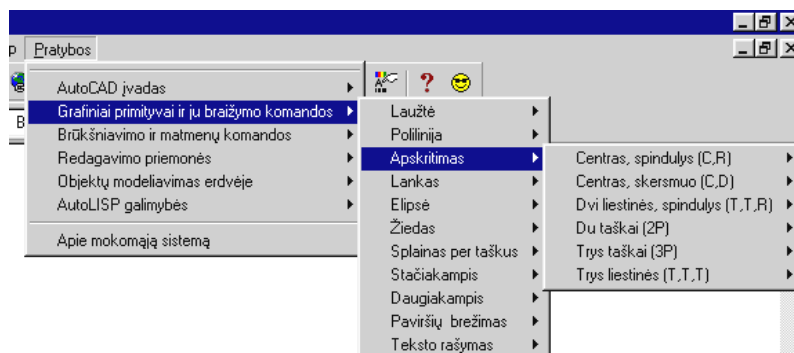 p Pratybos
B
AutoCAD įvadas
Grafiniai primityvai ir ju braižymo komandos
Brūkšniavimo ir matmenų komandos
Redagavimo priemonės
Objektų modeliavimas erdvėje
AutoLISP galimybės
Apie mokomąją sistemą
Laužtė
Polilinija
Apskritimas
Lankas
Elipsė
Žiedas
Splainas per taškus
Stačiakampis
Daugiakampis
Paviršių brežimas
Teksto rašymas
Centras, spindulys (C,R)
Centras, skersmuo (C,D)
Dvi liestinės, spindulys (T,T,R)
Du taškai (2P)
Trys taškai (3P)
Trys liestinės (T,T,T)